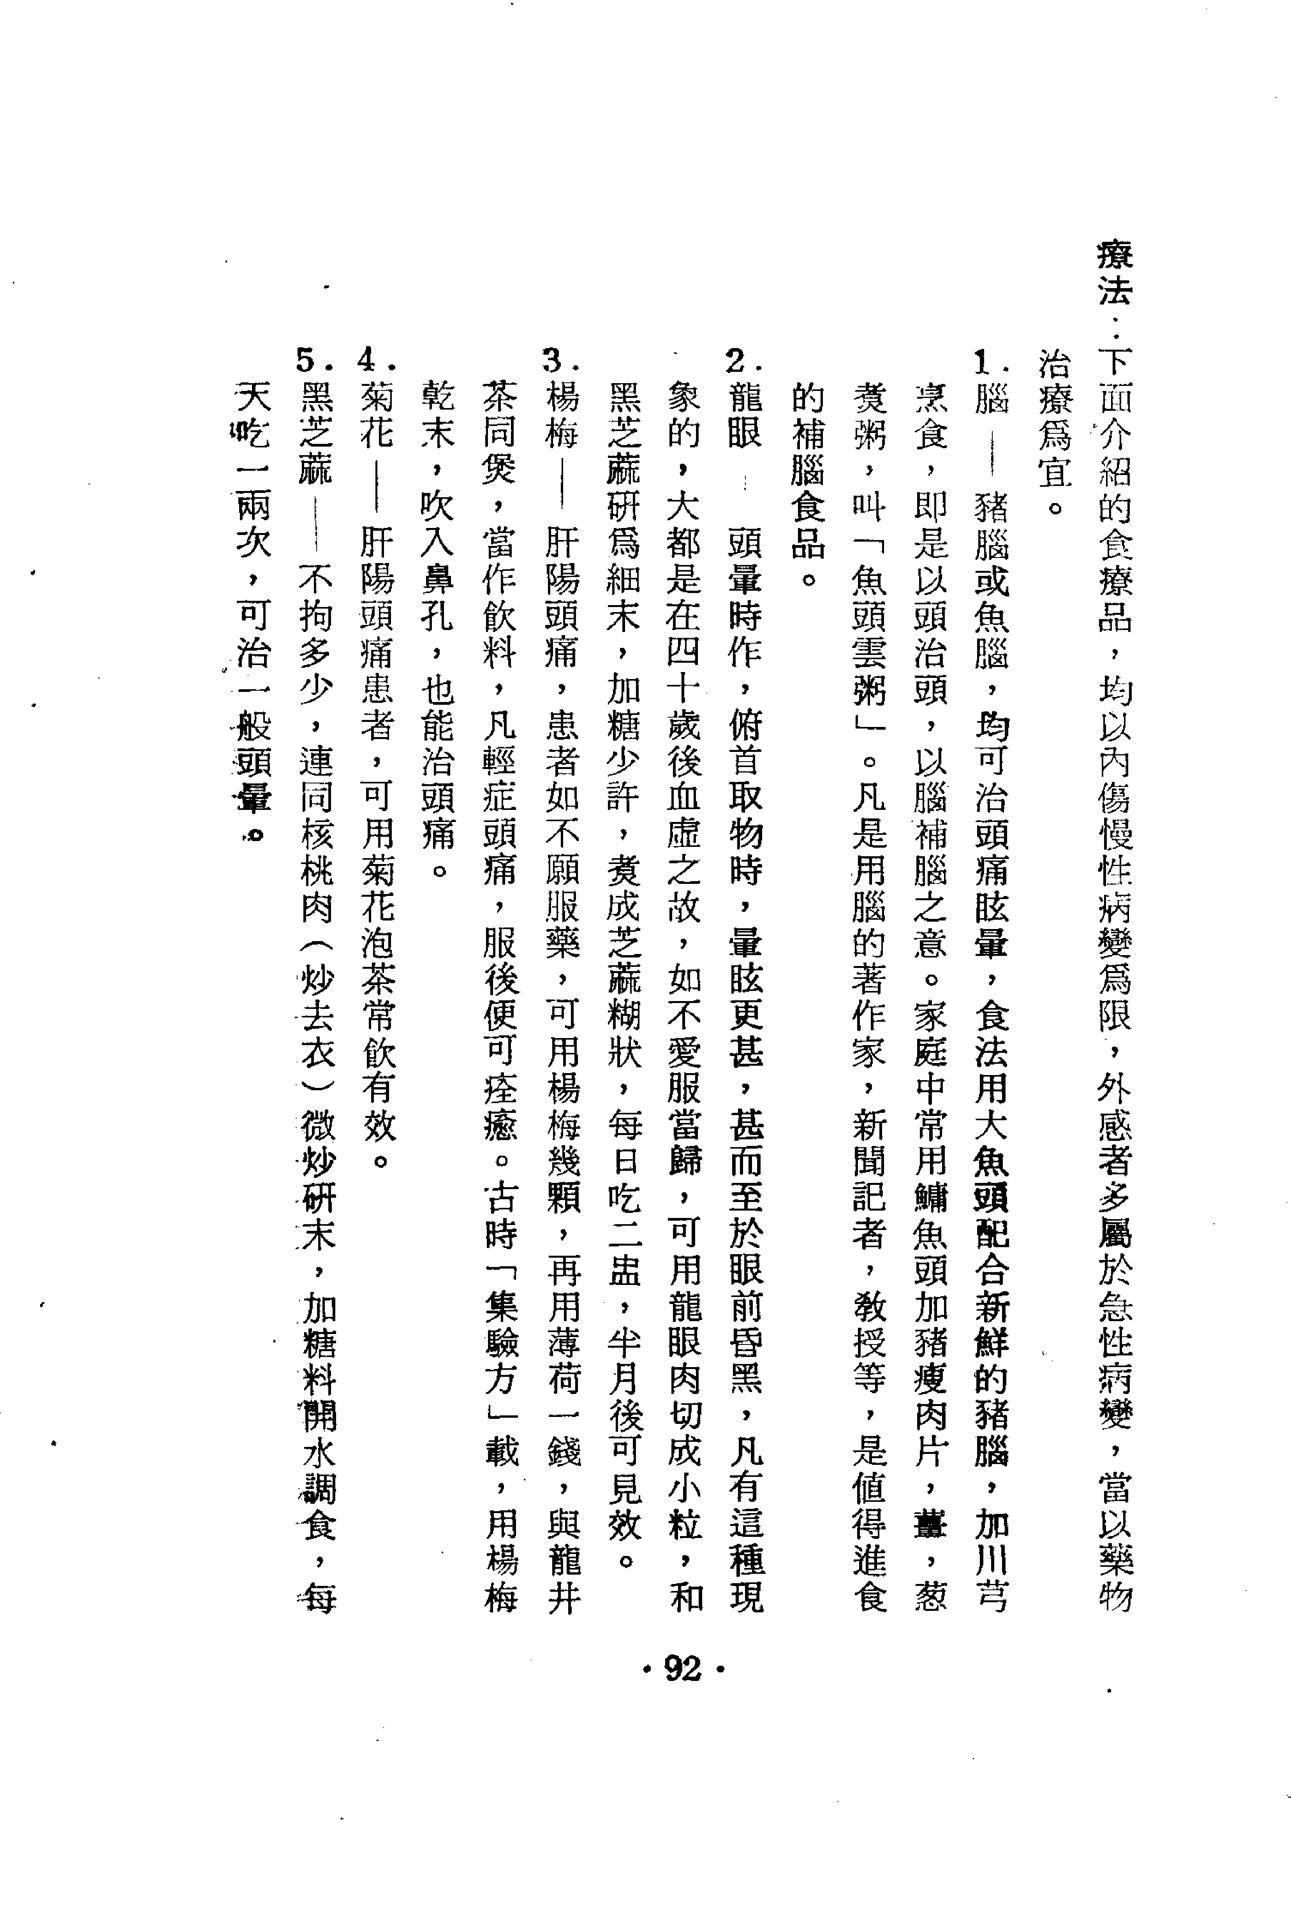 療法：下面介紹的食療品，均以內傷慢性病變爲限，外感者多屬於急性病變，當以藥物
治療爲宜。
1.腦——豬腦或魚腦，均可治頭痛眩暈，食法用大魚頭配合新鮮的豬腦，加川芎
烹食，即是以頭治頭，以腦補腦之意。家庭中常用鱅魚頭加豬瘦肉片，薑，葱
煑粥，叫「魚頭雲粥」。凡是用腦的著作家，新聞記者，教授等，是値得進食
的補腦食品。
2.龍眼——頭暈時作，俯首取物時，暈眩更甚，甚而至於眼前昏黑，凡有這種現
象的，大都是在四十歲後血虛之故，如不愛服當歸，可用龍眼肉切成小粒，和
黑芝蔴研爲細末，加糖少許，煑成芝蔴糊狀，每日吃二盅，半月後可見效。
3.楊梅——肝陽頭痛，患者如不願服藥，可用楊梅幾顆，再用薄荷一錢，與龍井
茶同煲，當作飲料，凡輕症頭痛，服後便可痊癒。古時「集驗方」載，用楊梅
乾末，吹入鼻孔，也能治頭痛。
4.菊花——肝陽頭痛患者，可用菊花泡茶常飲有效。
5.黑芝蔴——不拘多少，連同核桃肉（炒去衣）微炒研末，加糖料開水調食，每
天吃一兩次，可治一般頭暈。
·92·